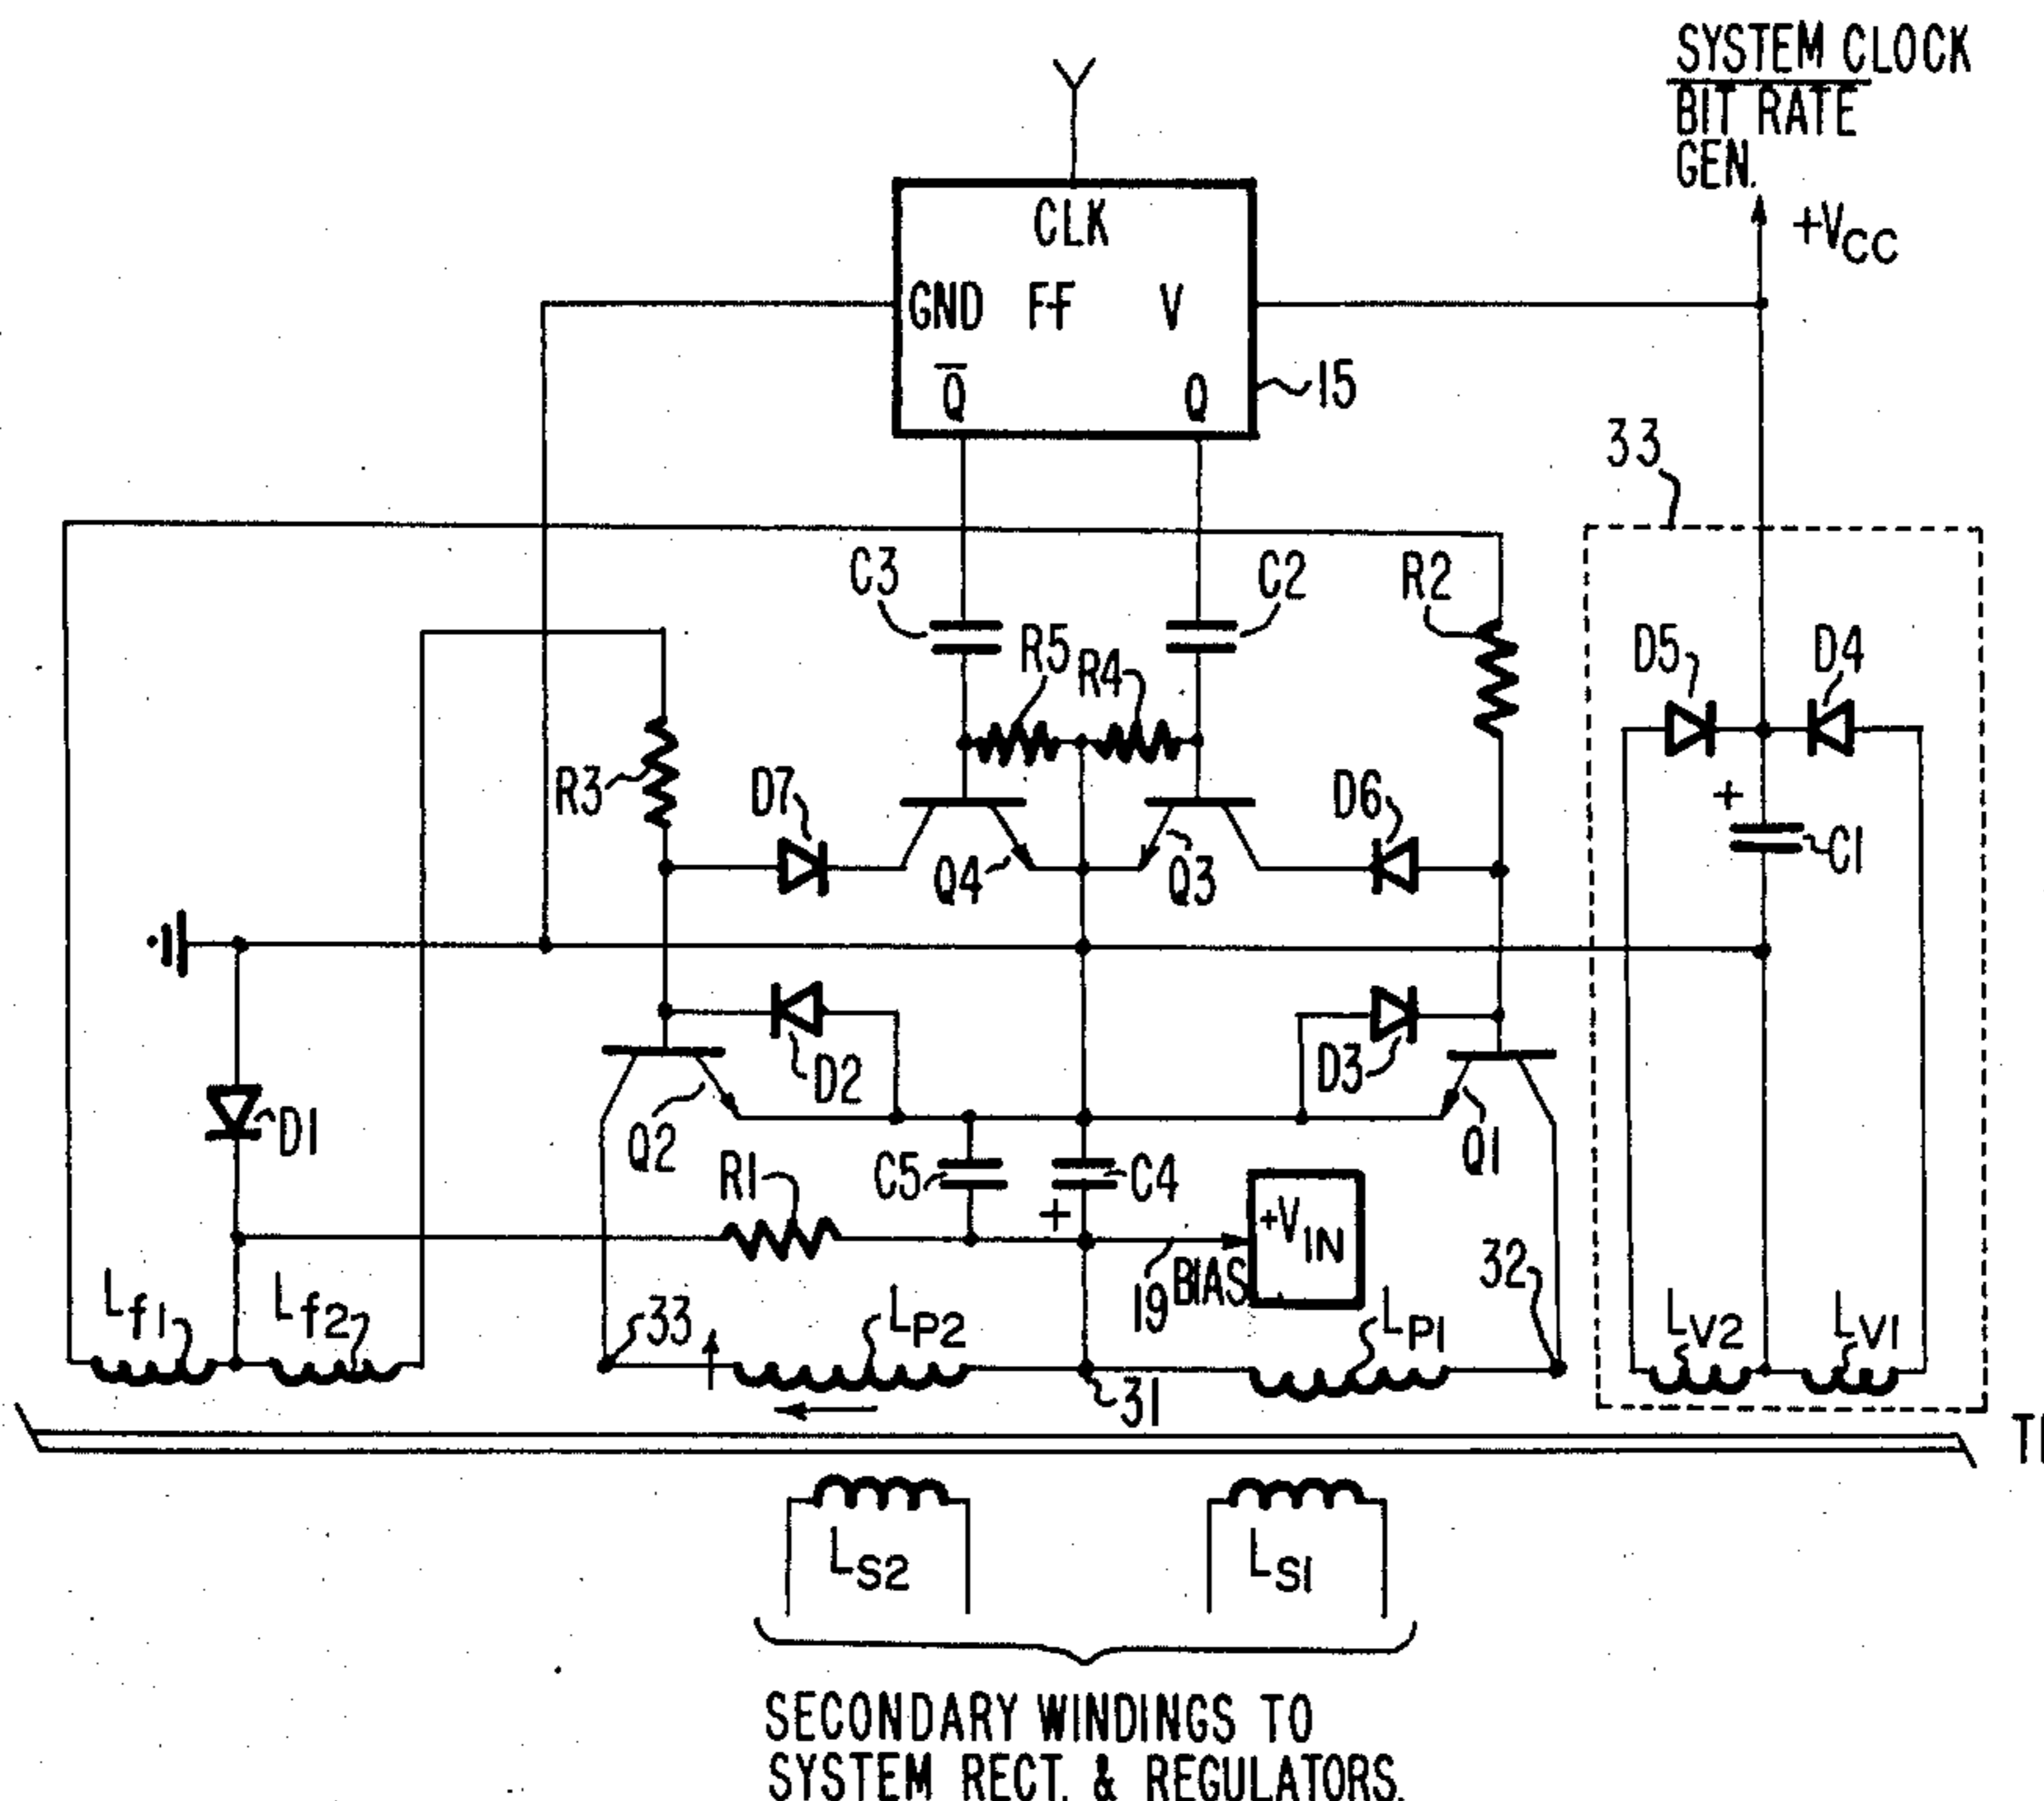 SYSTEM CLOCK
BIT RATE
GEN.
+VCC
CLK
GND FF V
Q̅ Q
15
33
C3
C2
R2
R5
R4
D5
D4
R3
D7
D6
Q4
Q3
+
C1
D1
D2
D3
Q2
Q1
R1
C5
C4
+
+VIN
19
BIAS
32
Lf1
Lf2
33
LP2
LP1
31
LV2
LV1
LS2
LS1
SECONDARY WINDINGS TO
SYSTEM RECT. & REGULATORS.